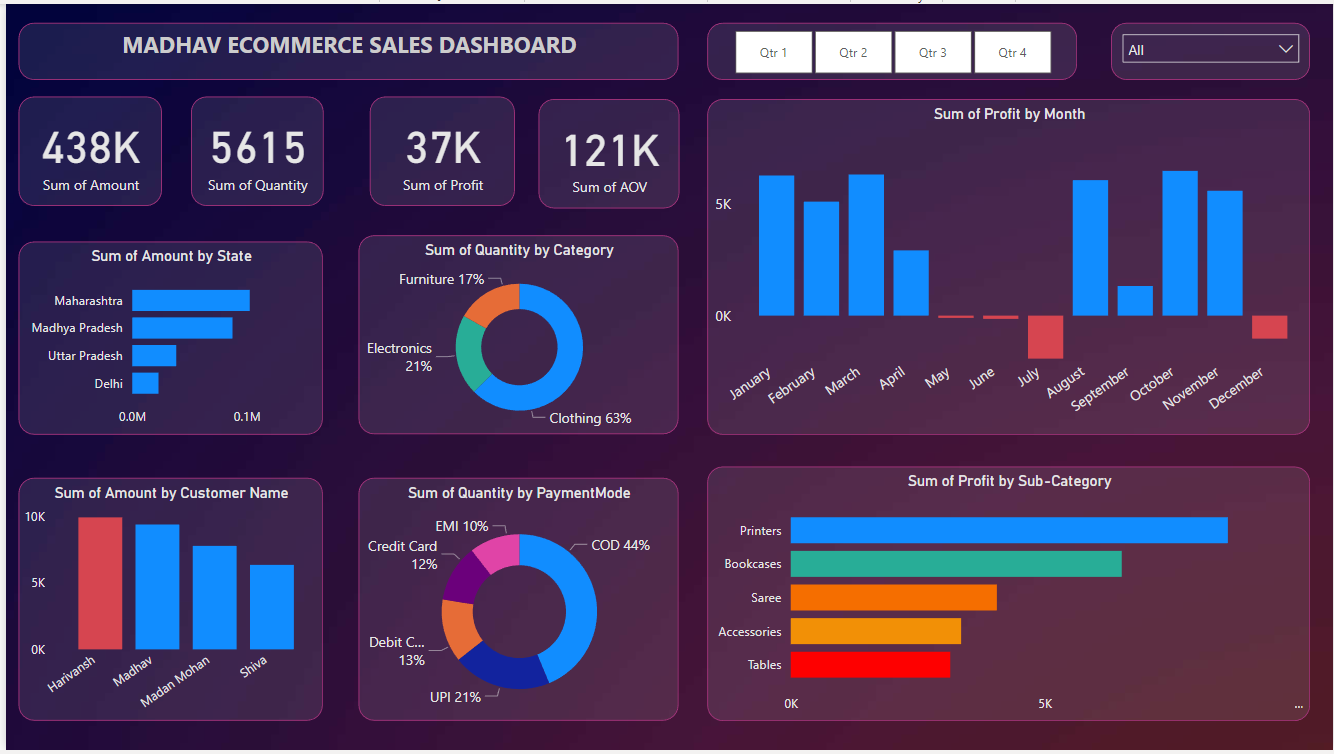 MADHAV ECOMMERCE SALES DASHBOARD
Qtr 1
Qtr 2
Qtr 3
Qtr 4
All
438K
Sum of Amount
5615
Sum of Quantity
37K
Sum of Profit
121K
Sum of AOV
Sum of Profit by Month
5K
0K
January
February
March
April
May
June
July
August
September
October
November
December
Sum of Amount by State
Maharashtra
Madhya Pradesh
Uttar Pradesh
Delhi
0.0M
0.1M
Sum of Quantity by Category
Furniture 17%
Electronics
21%
Clothing 63%
Sum of Amount by Customer Name
10K
5K
0K
Harivansh
Madhav
Madan Mohan
Shiva
Sum of Quantity by PaymentMode
EMI 10%
COD 44%
Credit Card
12%
Debit C...
13%
UPI 21%
Sum of Profit by Sub-Category
Printers
Bookcases
Saree
Accessories
Tables
0K
5K
...